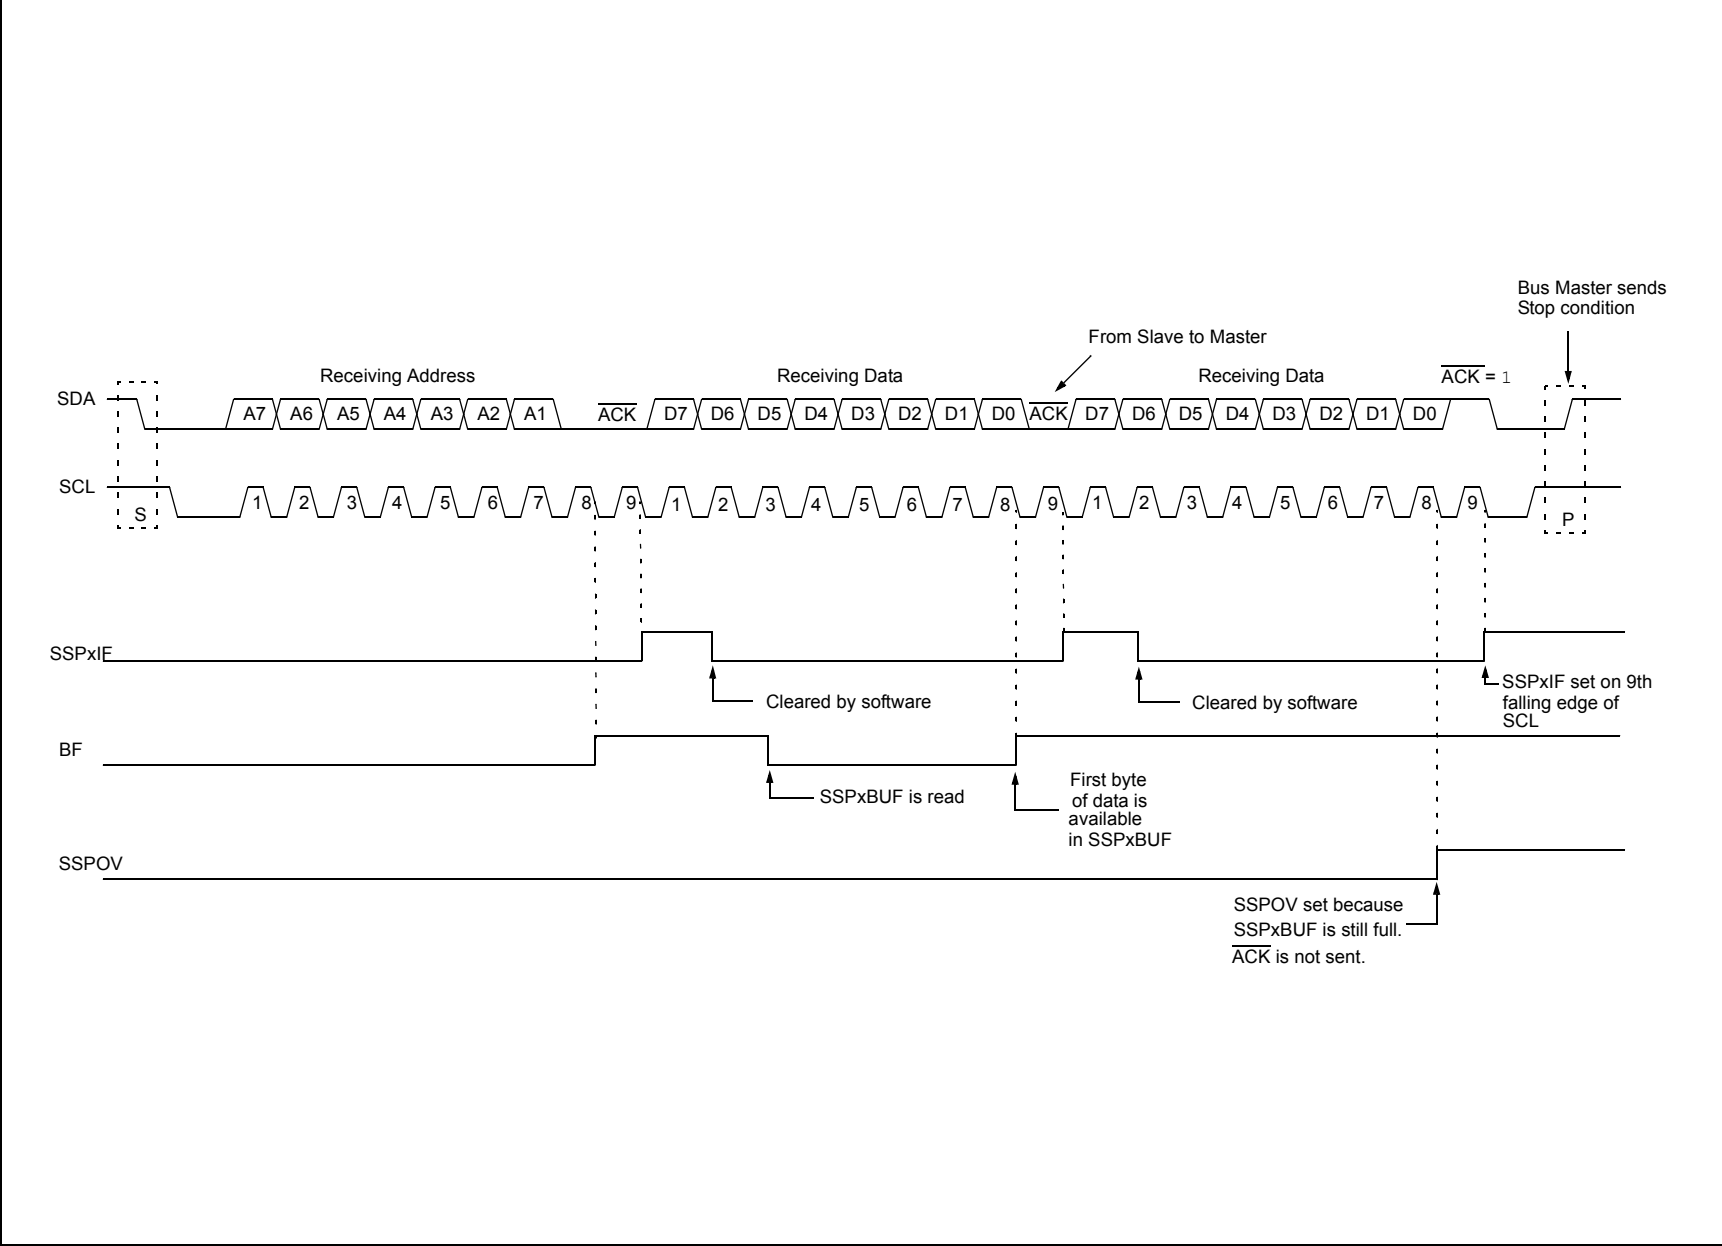 Bus Master sends
Stop condition
From Slave to Master
Receiving Address
Receiving Data
Receiving Data
ACK = 1
SDA
A7 A6 A5 A4 A3 A2 A1 ACK D7 D6 D5 D4 D3 D2 D1 D0 ACK D7 D6 D5 D4 D3 D2 D1 D0
SCL
1 2 3 4 5 6 7 8 9 1 2 3 4 5 6 7 8 9 1 2 3 4 5 6 7 8 9
S
P
SSPxIF
Cleared by software
Cleared by software
SSPxIF set on 9th
falling edge of
SCL
BF
SSPxBUF is read
First byte
of data is
available
in SSPxBUF
SSPOV
SSPOV set because
SSPxBUF is still full.
ACK is not sent.